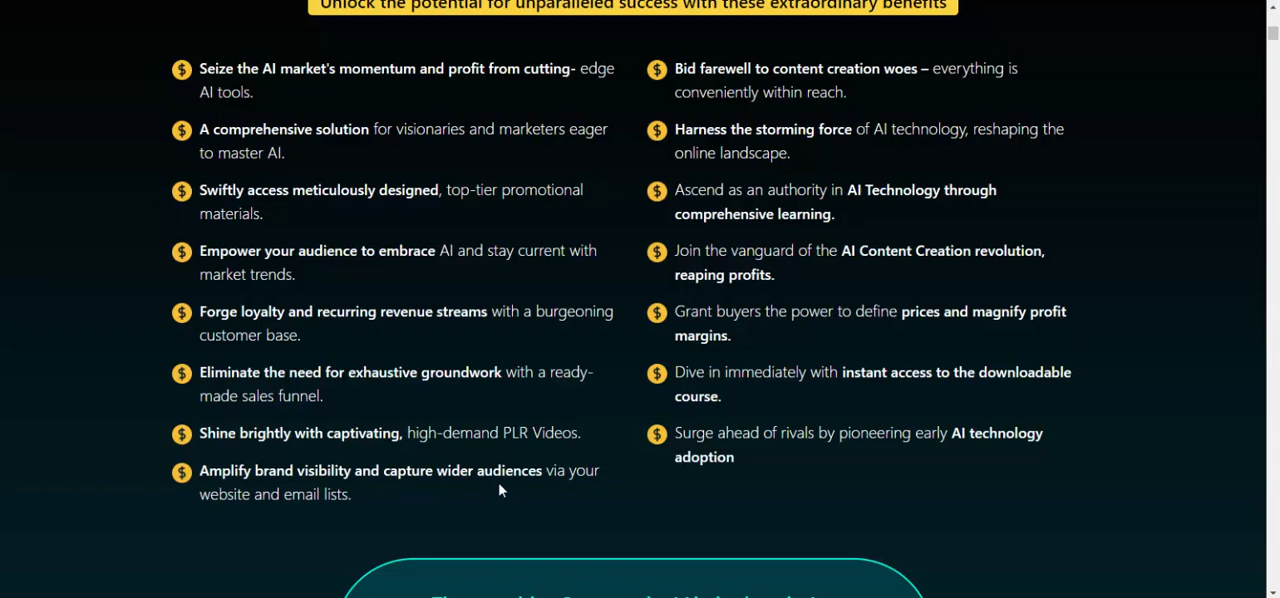 Unlock the potential for unparalleled success with these extraordinary benefits
Seize the AI market's momentum and profit from cutting- edge
AI tools.
A comprehensive solution for visionaries and marketers eager
to master AI.
Swiftly access meticulously designed, top-tier promotional
materials.
Empower your audience to embrace AI and stay current with
market trends.
Forge loyalty and recurring revenue streams with a burgeoning
customer base.
Eliminate the need for exhaustive groundwork with a ready-
made sales funnel.
Shine brightly with captivating, high-demand PLR Videos.
Amplify brand visibility and capture wider audiences via your
website and email lists.
Bid farewell to content creation woes – everything is
conveniently within reach.
Harness the storming force of AI technology, reshaping the
online landscape.
Ascend as an authority in AI Technology through
comprehensive learning.
Join the vanguard of the AI Content Creation revolution,
reaping profits.
Grant buyers the power to define prices and magnify profit
margins.
Dive in immediately with instant access to the downloadable
course.
Surge ahead of rivals by pioneering early AI technology
adoption